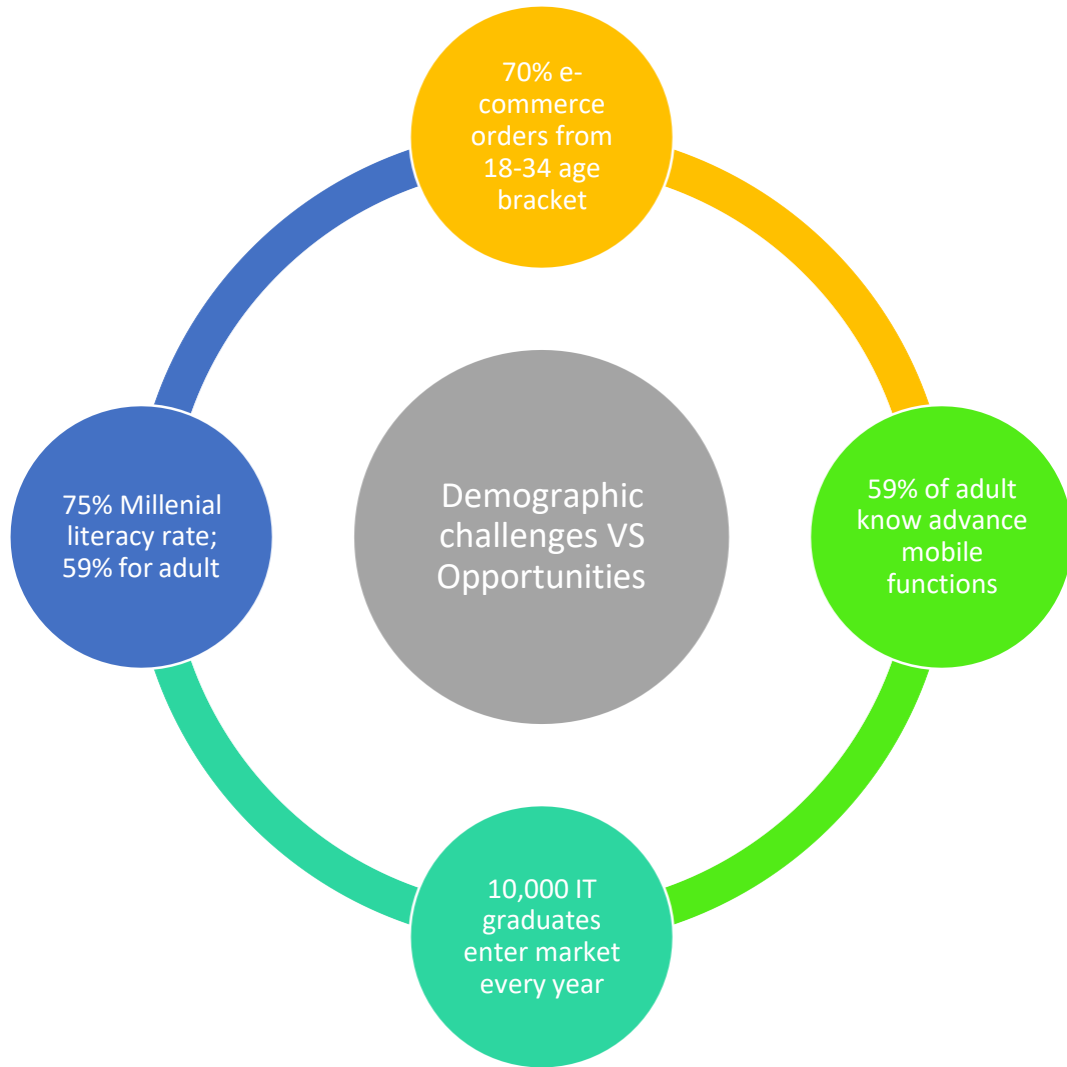 70% e-
commerce
orders from
18-34 age
bracket
75% Millenial
literacy rate;
59% for adult
Demographic
challenges VS
Opportunities
59% of adult
know advance
mobile
functions
10,000 IT
graduates
enter market
every year